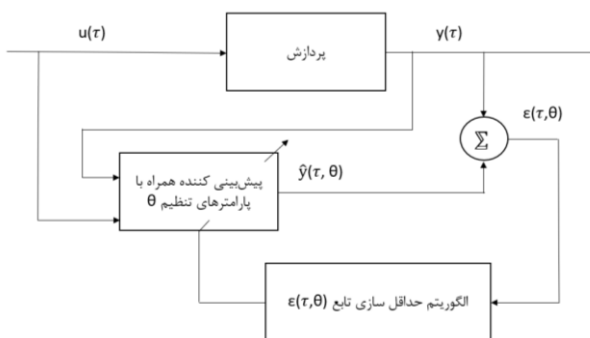 u(τ)
y(τ)
پردازش
ε(τ,θ)
Σ
پیش‌بینی کننده همراه با
پارامترهای تنظیم θ
ŷ(τ, θ)
الگوریتم حداقل سازی تابع ε(τ,θ)